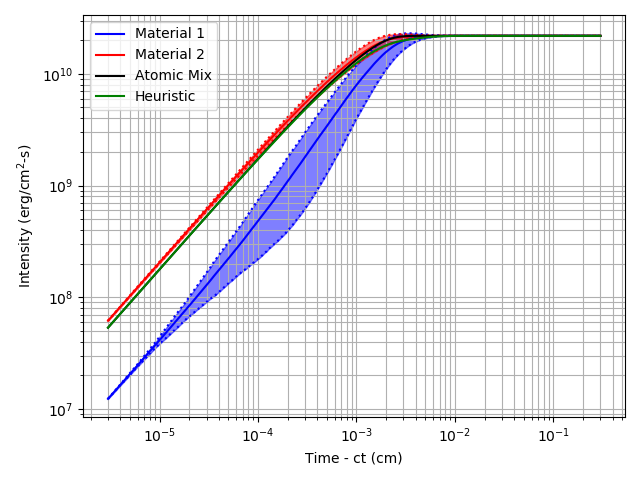 Material 1
Material 2
Atomic Mix
Heuristic
Intensity (erg/cm²-s)
10¹⁰
10⁹
10⁸
10⁷
10⁻⁵ 10⁻⁴ 10⁻³ 10⁻² 10⁻¹
Time - ct (cm)